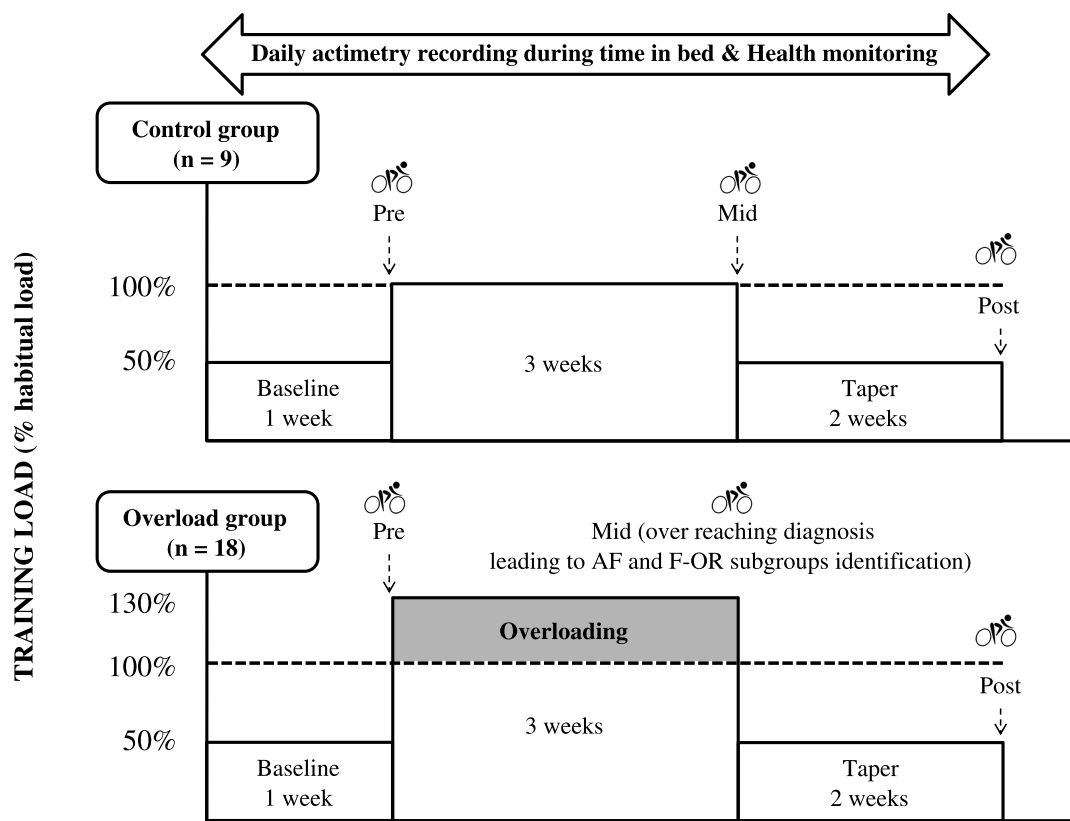 Daily actimetry recording during time in bed & Health monitoring
Control group
(n = 9)
Pre
Mid
Post
100%
50%
3 weeks
Baseline
1 week
Taper
2 weeks
TRAINING LOAD (% habitual load)
Overload group
(n = 18)
Pre
Mid (over reaching diagnosis
leading to AF and F-OR subgroups identification)
130%
Overloading
100%
Post
3 weeks
50%
Baseline
1 week
Taper
2 weeks